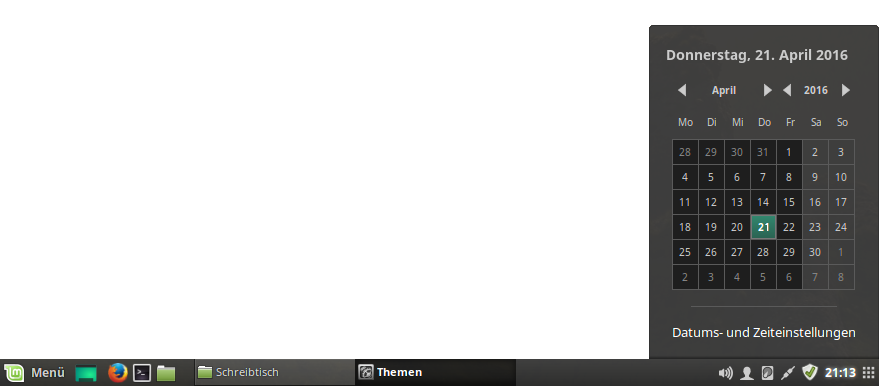 Donnerstag, 21. April 2016
April 2016
Mo Di Mi Do Fr Sa So
28 29 30 31 1 2 3
4 5 6 7 8 9 10
11 12 13 14 15 16 17
18 19 20 21 22 23 24
25 26 27 28 29 30 1
2 3 4 5 6 7 8
Datums- und Zeiteinstellungen
Menü Schreibtisch Themen 21:13